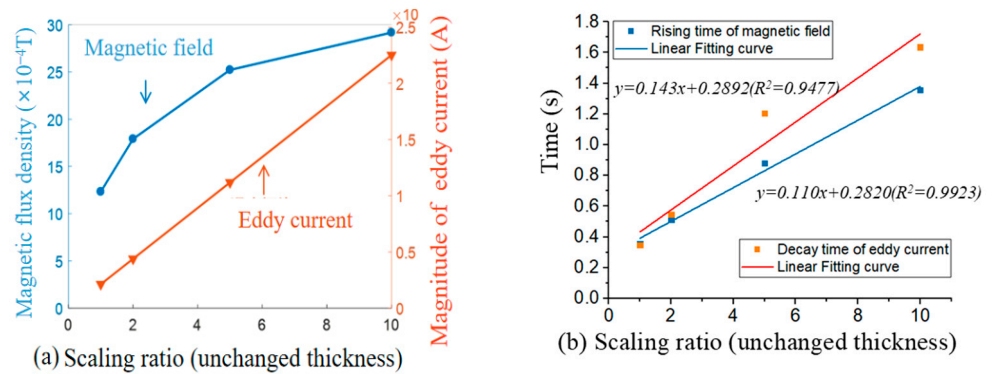 Magnetic flux density (×10⁻⁴T)
30
25
20
15
10
5
0
Magnetic field
Eddy current
0 2 4 6 8 10
×10
2.5
2
1.5
1
0.5
0
Magnitude of eddy current (A)
(a) Scaling ratio (unchanged thickness)
Time (s)
1.8
1.6
1.4
1.2
1.0
0.8
0.6
0.4
0.2
0.0
Rising time of magnetic field
Linear Fitting curve
y=0.143x+0.2892(R²=0.9477)
y=0.110x+0.2820(R²=0.9923)
Decay time of eddy current
Linear Fitting curve
0 2 4 6 8 10
(b) Scaling ratio (unchanged thickness)